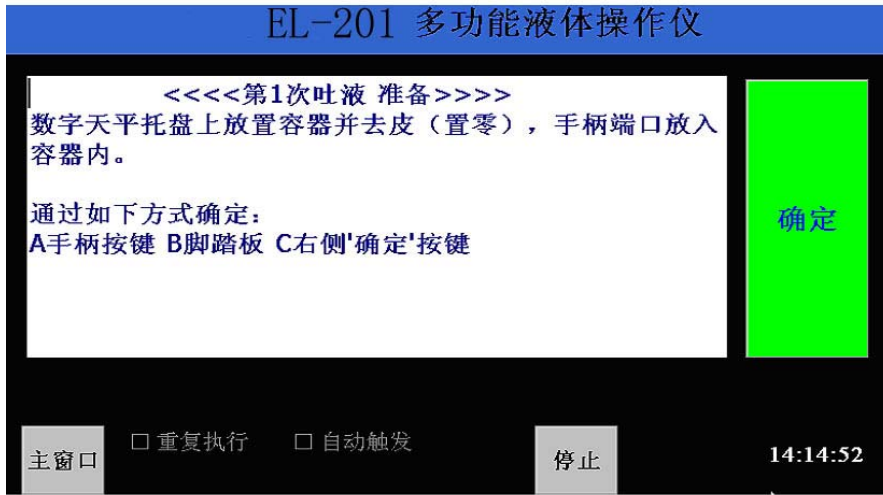 EL-201 多功能液体操作仪
<<<<第1次吐液 准备>>>>
数字天平托盘上放置容器并去皮（置零），手柄端口放入
容器内。
通过如下方式确定：
A手柄按键 B脚踏板 C右侧'确定'按键
确定
主窗口
重复执行
自动触发
停止
14:14:52